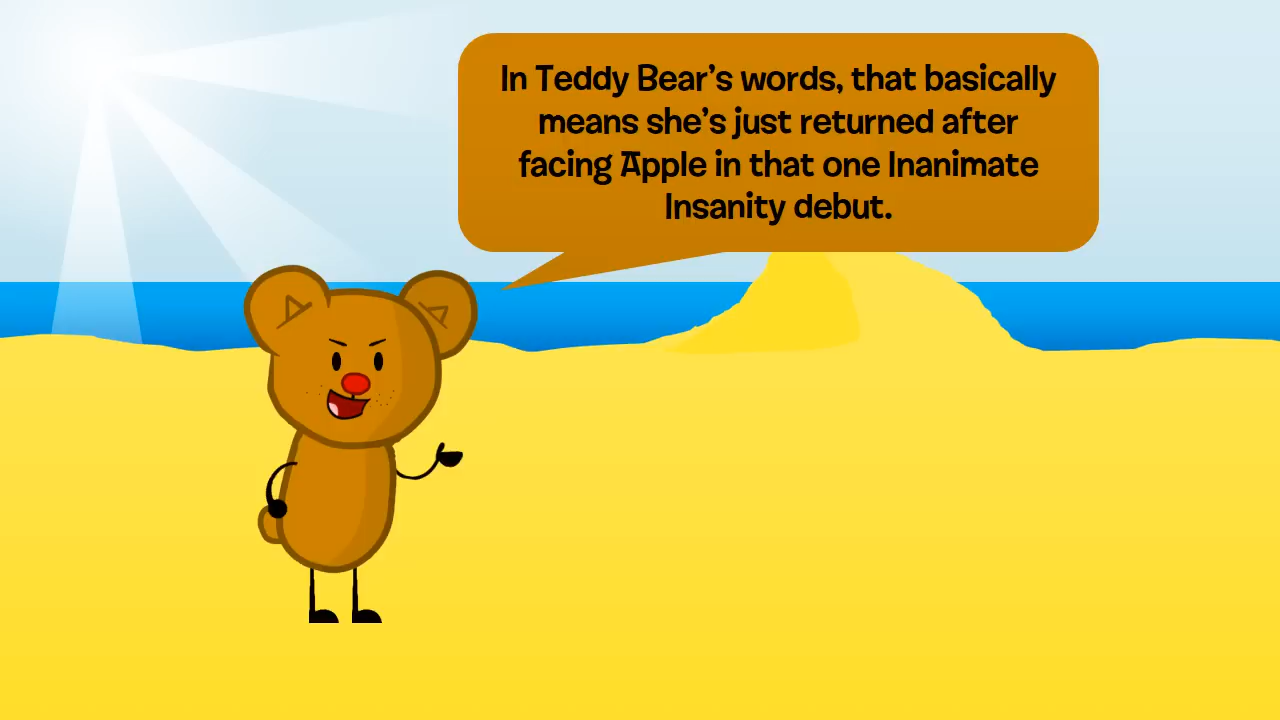 In Teddy Bear’s words, that basically
means she’s just returned after
facing Apple in that one Inanimate
Insanity debut.